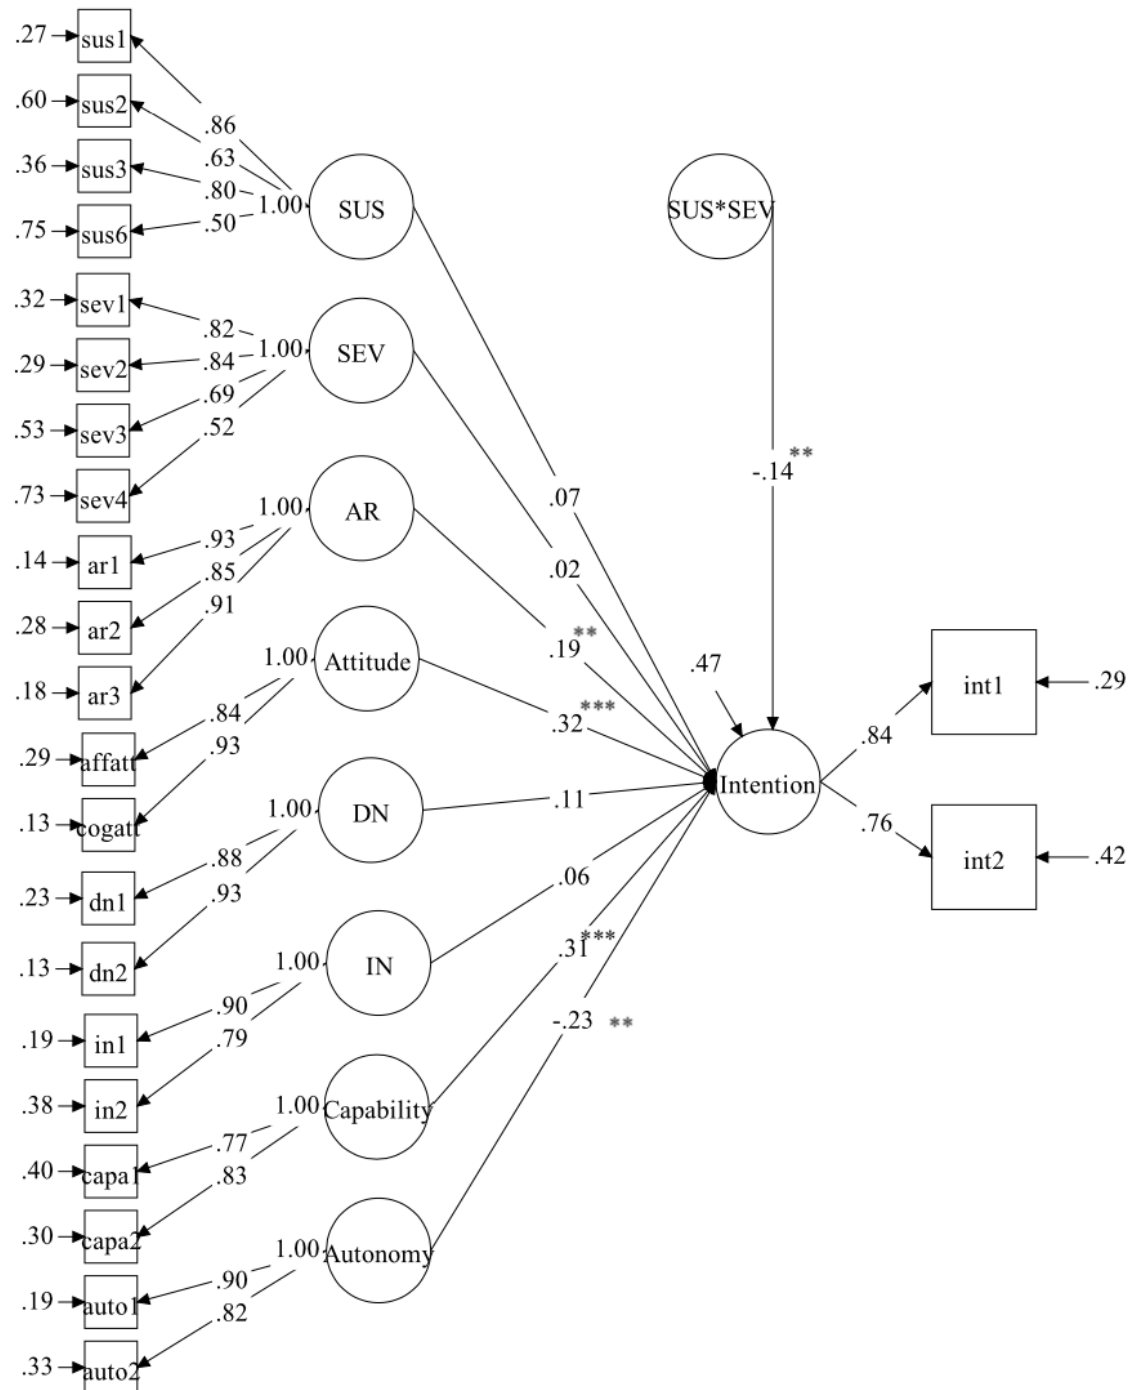 .27 sus1
.60 sus2
.36 sus3
.75 sus6
.32 sev1
.29 sev2
.53 sev3
.73 sev4
.14 ar1
.28 ar2
.18 ar3
.29 affatt
.13 cogatt
.23 dn1
.13 dn2
.19 in1
.38 in2
.40 capa1
.30 capa2
.19 auto1
.33 auto2
.86
.63
.80
.50
1.00 SUS
.82
.84
.69
.52
1.00 SEV
.93
.85
.91
1.00 AR
.84
.93
1.00 Attitude
.88
.93
1.00 DN
.90
.79
1.00 IN
.77
.83
1.00 Capability
.90
.82
1.00 Autonomy
.07
.02
.19**
.32***
.11
.06
.31***
-.23 **
SUS*SEV
-.14**
.47
Intention
.84
.76
int1 .29
int2 .42